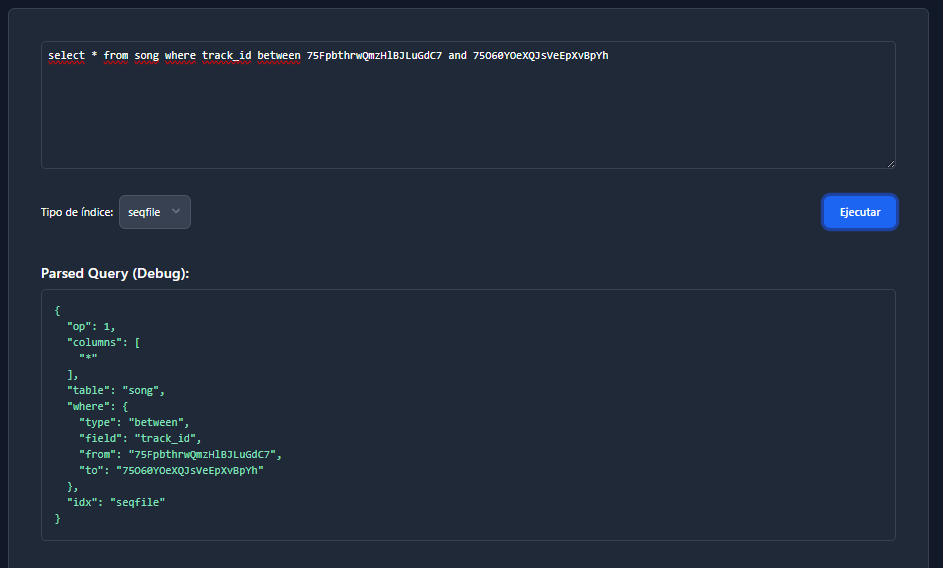 select * from song where track_id between 75FpbthrwQmzHlBJLuGdC7 and 75O60YOeXQJsVeEpXvBpYh
Tipo de índice: seqfile
Ejecutar
Parsed Query (Debug):
{
"op": 1,
"columns": [
"*"
],
"table": "song",
"where": {
"type": "between",
"field": "track_id",
"from": "75FpbthrwQmzHlBJLuGdC7",
"to": "75O60YOeXQJsVeEpXvBpYh"
},
"idx": "seqfile"
}